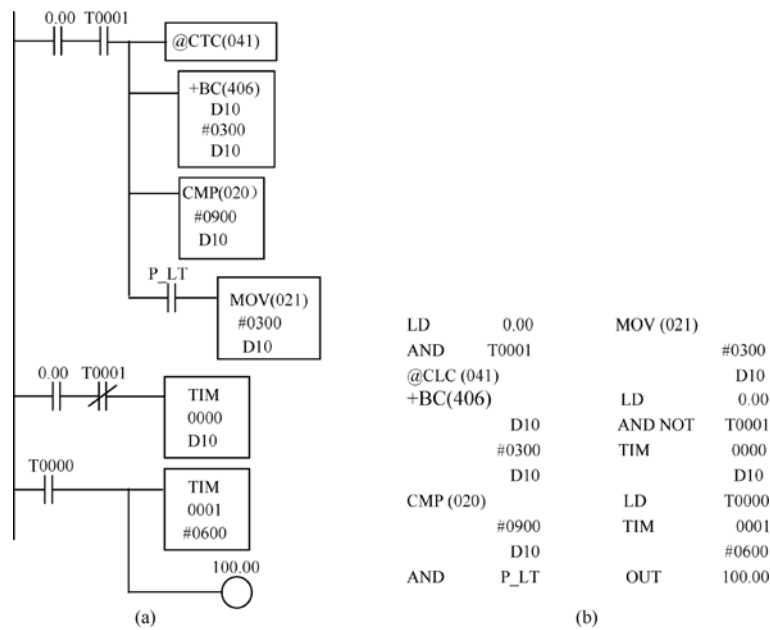 0.00 T0001
@CTC(041)
+BC(406)
D10
#0300
D10
CMP(020)
#0900
D10
P_LT
MOV(021)
#0300
D10
0.00 T0001
TIM
0000
D10
T0000
TIM
0001
#0600
100.00
(a)
LD 0.00 MOV (021)
AND T0001 #0300
@CLC (041) D10
+BC(406) LD 0.00
D10 AND NOT T0001
#0300 TIM 0000
D10 D10
CMP (020) LD T0000
#0900 TIM 0001
D10 #0600
AND P_LT OUT 100.00
(b)